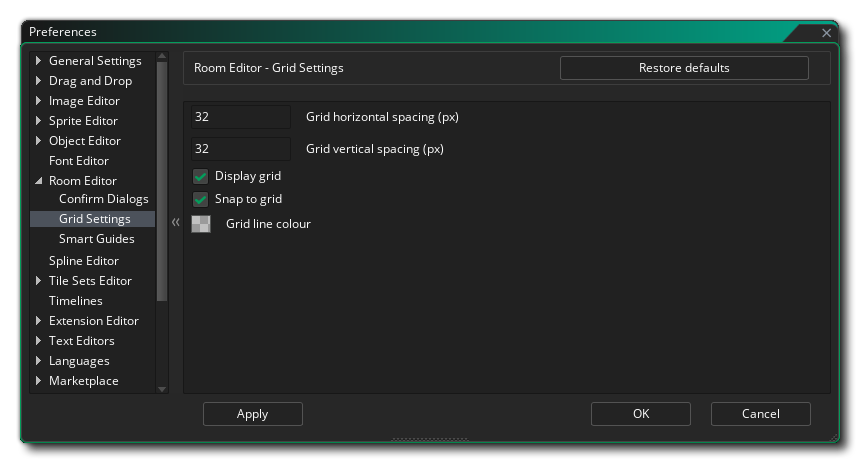 Preferences
General Settings
Drag and Drop
Image Editor
Sprite Editor
Object Editor
Font Editor
Room Editor
Confirm Dialogs
Grid Settings
Smart Guides
Spline Editor
Tile Sets Editor
Timelines
Extension Editor
Text Editors
Languages
Marketplace
Room Editor - Grid Settings
Restore defaults
32 Grid horizontal spacing (px)
32 Grid vertical spacing (px)
Display grid
Snap to grid
Grid line colour
Apply
OK
Cancel